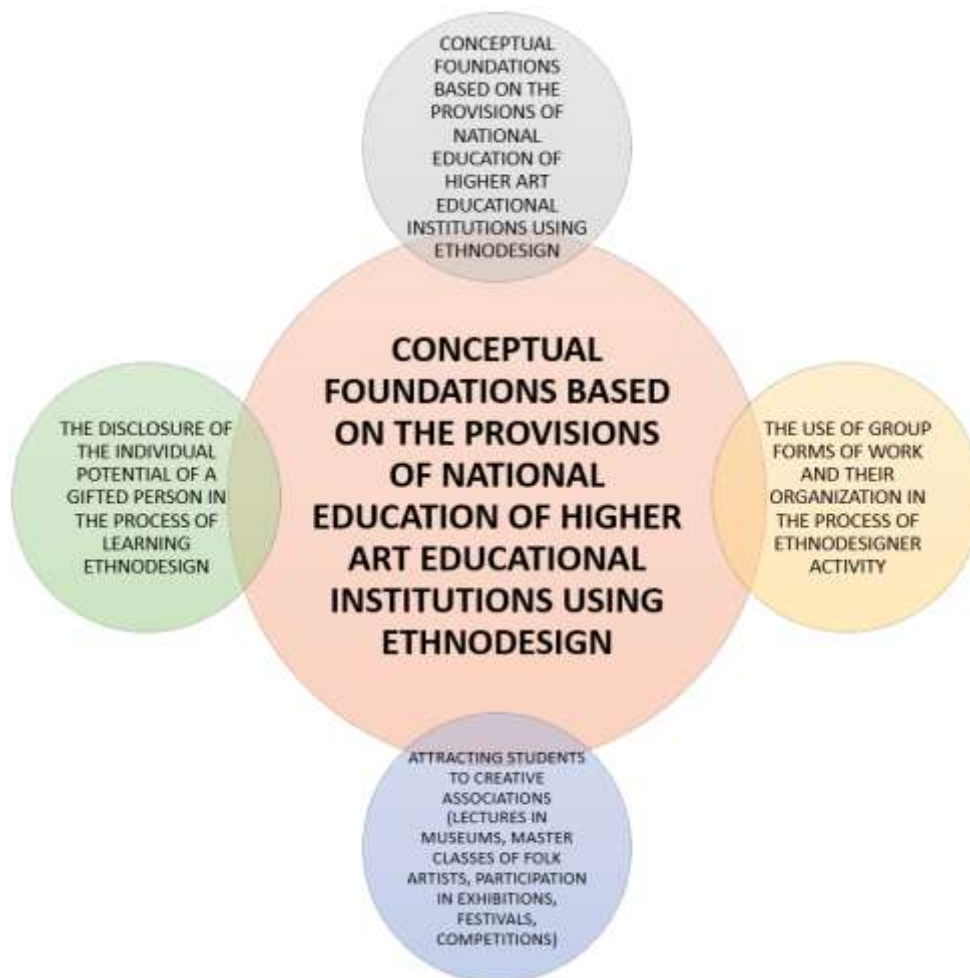 CONCEPTUAL
FOUNDATIONS
BASED ON THE
PROVISIONS OF
NATIONAL
EDUCATION OF
HIGHER ART
EDUCATIONAL
INSTITUTIONS USING
ETHNODESIGN
CONCEPTUAL
FOUNDATIONS BASED
ON THE PROVISIONS
OF NATIONAL
EDUCATION OF HIGHER
ART EDUCATIONAL
INSTITUTIONS USING
ETHNODESIGN
THE DISCLOSURE OF
THE INDIVIDUAL
POTENTIAL OF A
GIFTED PERSON IN
THE PROCESS OF
LEARNING
ETHNODESIGN
THE USE OF GROUP
FORMS OF WORK
AND THEIR
ORGANIZATION IN
THE PROCESS OF
ETHNODESIGNER
ACTIVITY
ATTRACTING STUDENTS
TO CREATIVE
ASSOCIATIONS
(LECTURES IN
MUSEUMS, MASTER
CLASSES OF FOLK
ARTISTS, PARTICIPATION
IN EXHIBITIONS,
FESTIVALS,
COMPETITIONS)